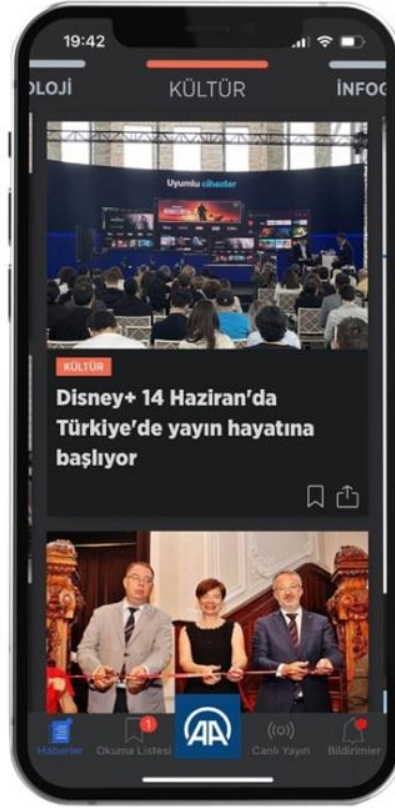 19:42
OLOJİ KÜLTÜR İNFOG
Uyumlu cihazlar
KÜLTÜR
Disney+ 14 Haziran'da
Türkiye'de yayın hayatına
başlıyor
1
AA
Haberler Okuma Listesi Canlı Yayın Bildirimler